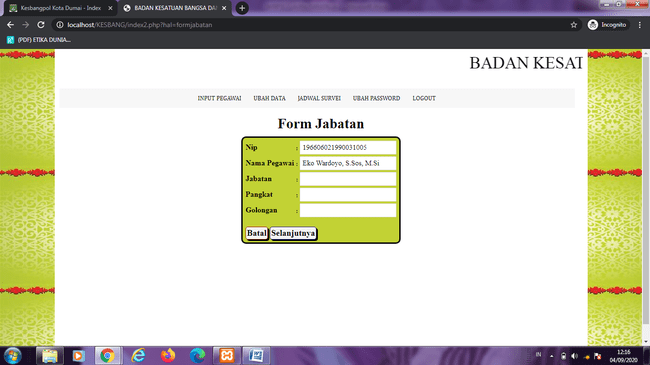 Kesbangpol Kota Dumai - Index
BADAN KESATUAN BANGSA DA
localhost/KESBANG/index2.php?hal=formjabatan
Incognito
(PDF) ETIKA DUNIA...
BADAN KESAT
INPUT PEGAWAI UBAH DATA JADWAL SURVEI UBAH PASSWORD LOGOUT
Form Jabatan
Nip : 196606021990031005
Nama Pegawai : Eko Wardoyo, S.Sos, M.Si
Jabatan :
Pangkat :
Golongan :
Batal Selanjutnya
IN
12:16
04/09/2020